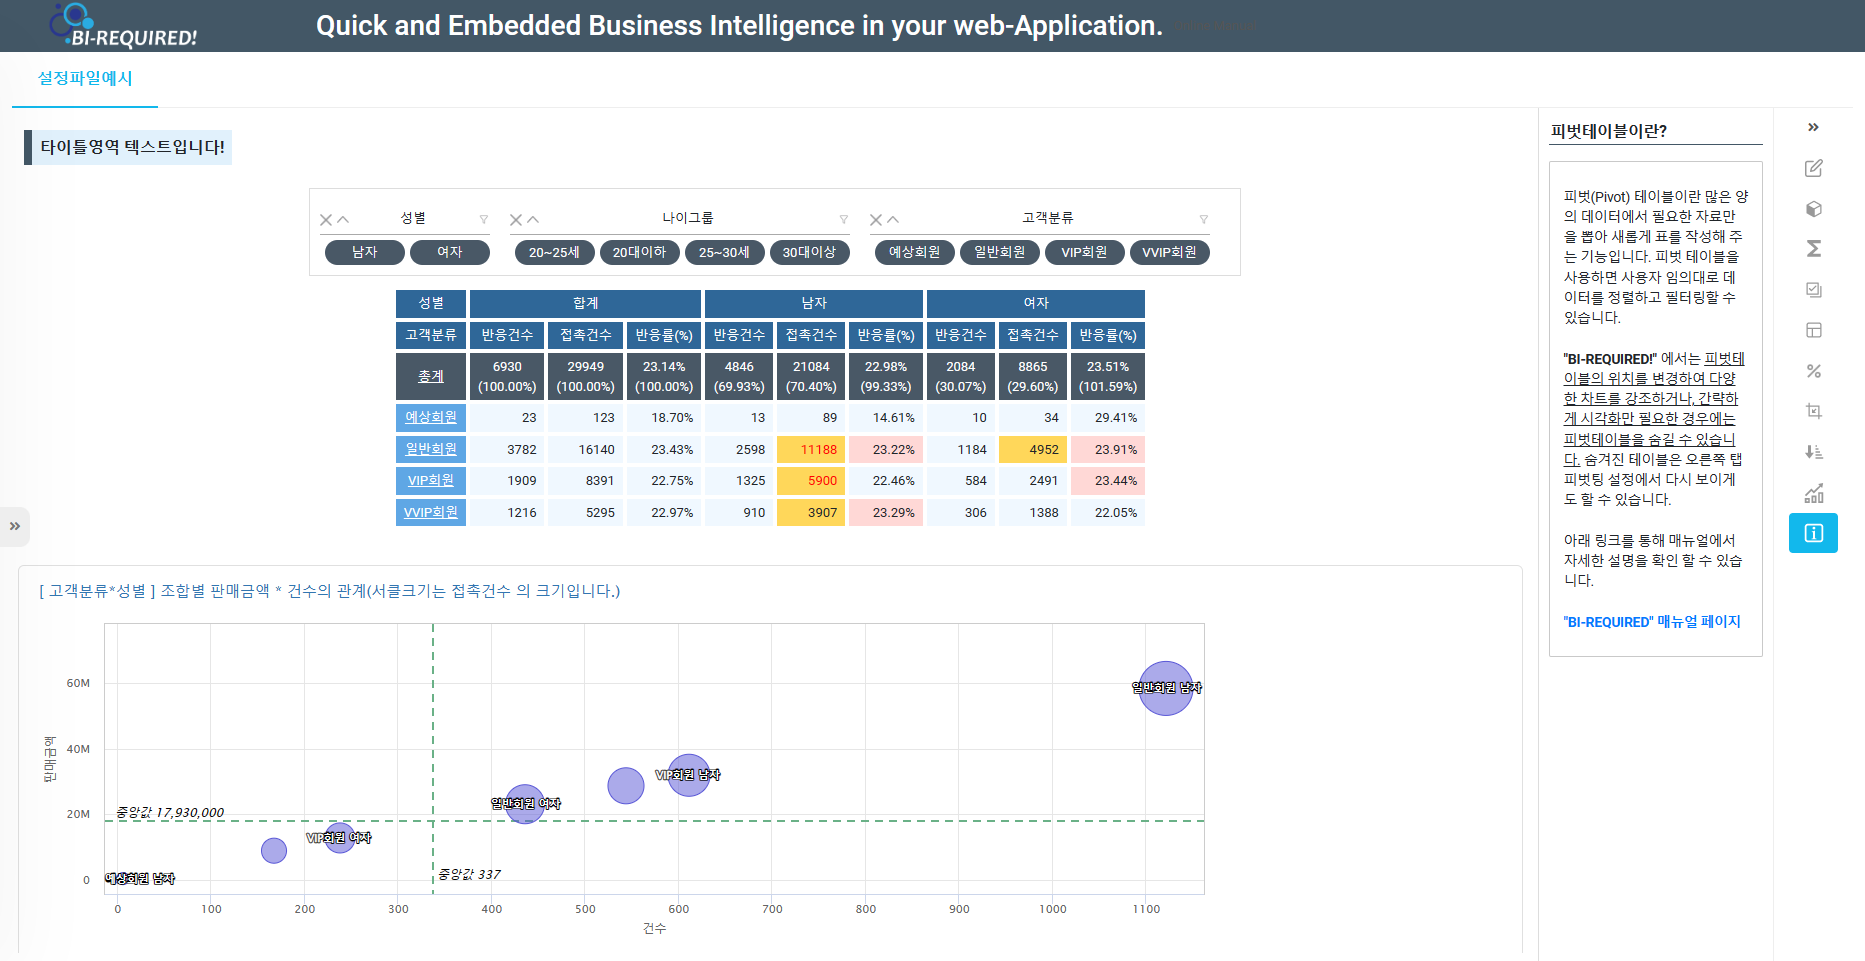 BI-REQUIRED!
Quick and Embedded Business Intelligence in your web-Application.
설정파일예시
타이틀영역 텍스트입니다!
성별 나이그룹 고객분류
남자 여자 20~25세 20대이하 25~30세 30대이상 예상회원 일반회원 VIP회원 VVIP회원
성별 합계 남자 여자
고객분류 반응건수 접촉건수 반응률(%) 반응건수 접촉건수 반응률(%) 반응건수 접촉건수 반응률(%)
총계 6930 29949 23.14% 4846 21084 22.98% 2084 8865 23.51%
(100.00%) (100.00%) (100.00%) (69.93%) (70.40%) (99.33%) (30.07%) (29.60%) (101.59%)
예상회원 23 123 18.70% 13 89 14.61% 10 34 29.41%
일반회원 3782 16140 23.43% 2598 11188 23.22% 1184 4952 23.91%
VIP회원 1909 8391 22.75% 1325 5900 22.46% 584 2491 23.44%
VVIP회원 1216 5295 22.97% 910 3907 23.29% 306 1388 22.05%
[ 고객분류*성별 ] 조합별 판매금액 * 건수의 관계(서클크기는 접촉건수 의 크기입니다.)
판매금액
60M
40M
20M
0
일반회원 남자
VIP회원 남자
일반회원 여자
중앙값 17,930,000
VIP회원 여자
중앙값 337
예상회원 남자
0 100 200 300 400 500 600 700 800 900 1000 1100
건수
피벗테이블이란?
피벗(Pivot) 테이블이란 많은 양
의 데이터에서 필요한 자료만
을 뽑아 새롭게 표를 작성해 주
는 기능입니다. 피벗 테이블을
사용하면 사용자 임의대로 데
이터를 정렬하고 필터링할 수
있습니다.
"BI-REQUIRED!" 에서는 피벗테
이블의 위치를 변경하여 다양
한 차트를 강조하거나, 간략하
게 시각화만 필요한 경우에는
피벗테이블을 숨길 수 있습니
다. 숨겨진 테이블은 오른쪽 탭
피벗팅 설정에서 다시 보이게
도 할 수 있습니다.
아래 링크를 통해 매뉴얼에서
자세한 설명을 확인 할 수 있습
니다.
"BI-REQUIRED" 매뉴얼 페이지